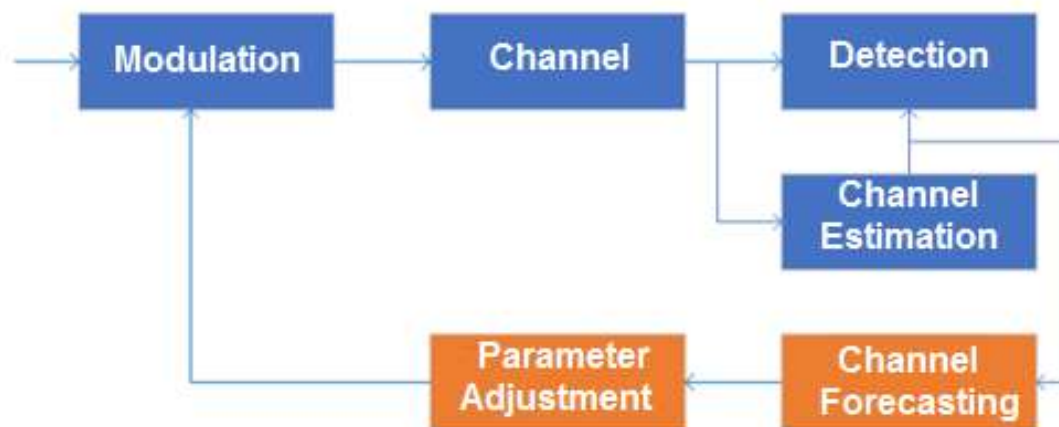 Modulation
Channel
Detection
Channel
Estimation
Parameter
Adjustment
Channel
Forecasting